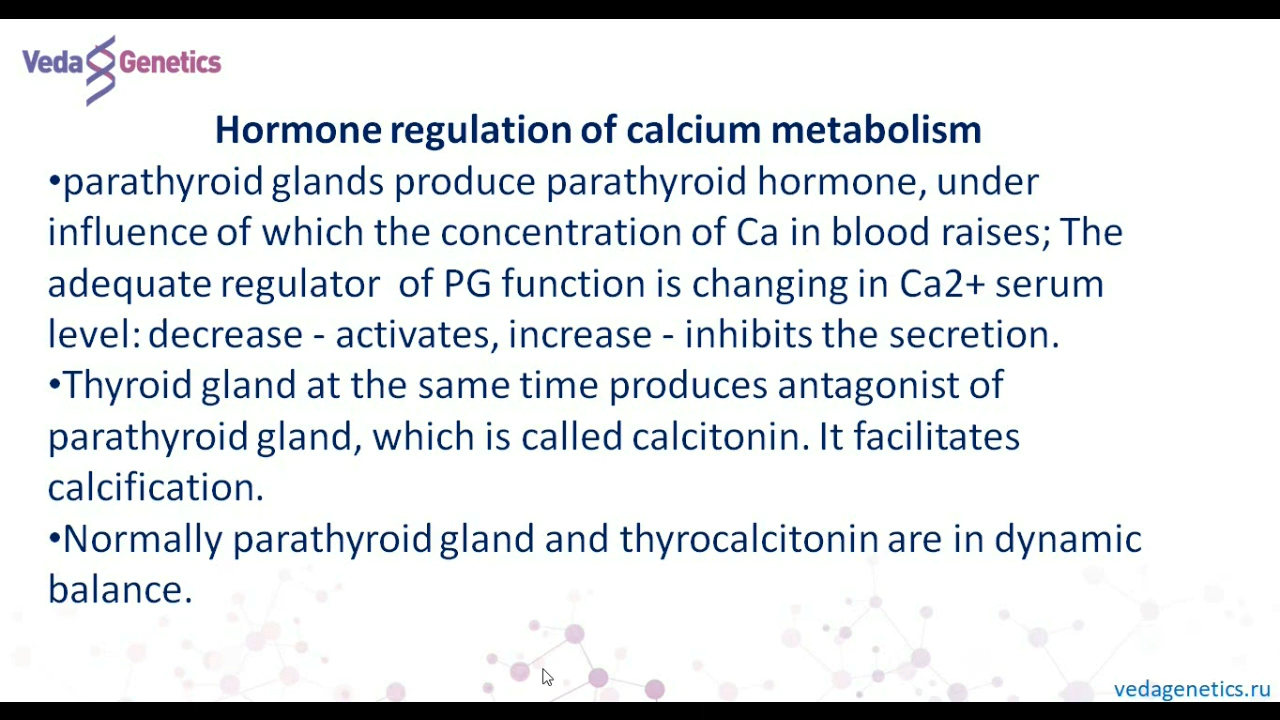 Veda Genetics
Hormone regulation of calcium metabolism
•parathyroid glands produce parathyroid hormone, under
influence of which the concentration of Ca in blood raises; The
adequate regulator  of PG function is changing in Ca2+ serum
level: decrease - activates, increase - inhibits the secretion.
•Thyroid gland at the same time produces antagonist of
parathyroid gland, which is called calcitonin. It facilitates
calcification.
•Normally parathyroid gland and thyrocalcitonin are in dynamic
balance.
vedagenetics.ru